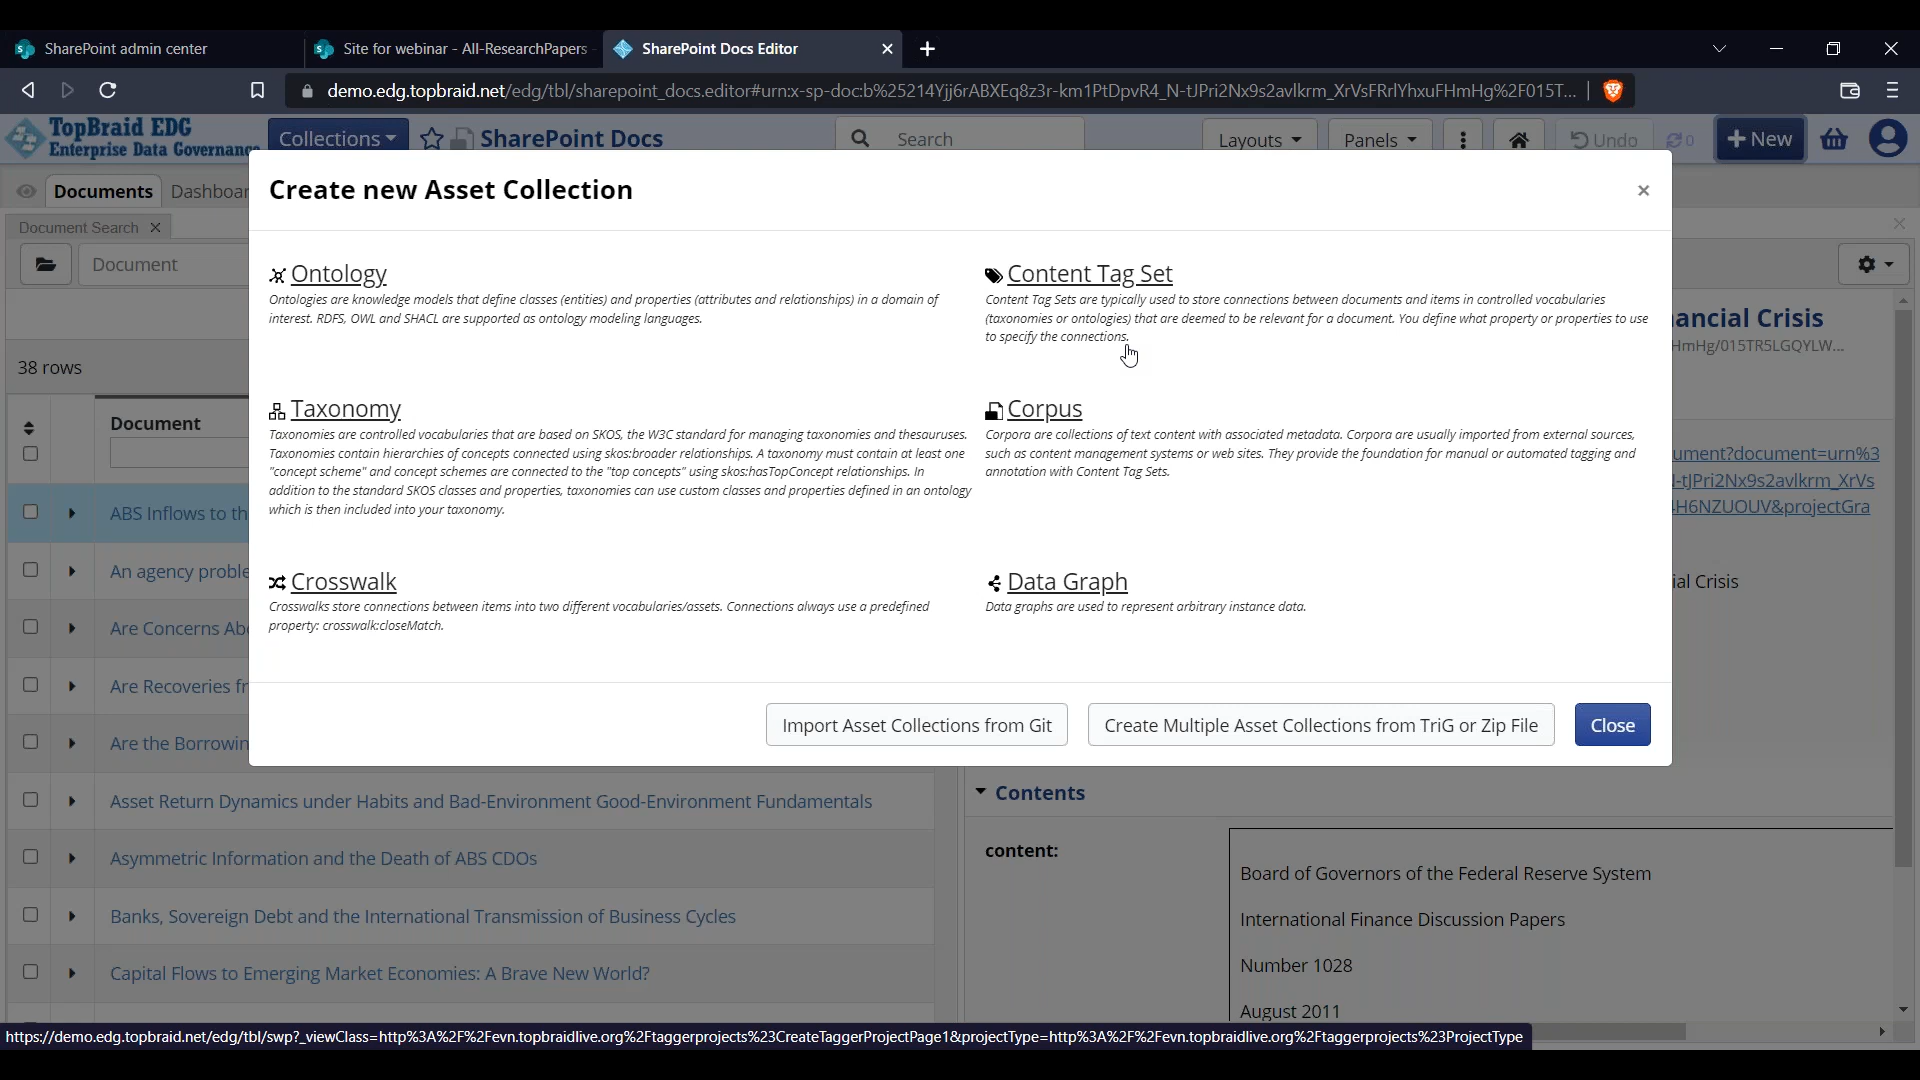 SharePoint admin center
Site for webinar - All-ResearchPapers -
SharePoint Docs Editor
demo.edg.topbraid.net/edg/tbl/sharepoint_docs.editor#urn:x-sp-doc:b%25214Yjj6rABXEq8z3r-km1PtDpvR4_N-tJPri2Nx9s2avlkrm_XrVsFRrlYhxuFHmHg%2F015T...
TopBraid EDG
Enterprise Data Governance
Collections
SharePoint Docs
Search
Layouts
Panels
Undo
0
+ New
Documents
Dashboar
Document Search
Document
38 rows
Document
ABS Inflows to th
An agency proble
Are Concerns Abo
Are Recoveries fr
Are the Borrowin
Asset Return Dynamics under Habits and Bad-Environment Good-Environment Fundamentals
Asymmetric Information and the Death of ABS CDOs
Banks, Sovereign Debt and the International Transmission of Business Cycles
Capital Flows to Emerging Market Economies: A Brave New World?
Create new Asset Collection
Ontology
Ontologies are knowledge models that define classes (entities) and properties (attributes and relationships) in a domain of
interest. RDFS, OWL and SHACL are supported as ontology modeling languages.
Content Tag Set
Content Tag Sets are typically used to store connections between documents and items in controlled vocabularies
(taxonomies or ontologies) that are deemed to be relevant for a document. You define what property or properties to use
to specify the connections.
Taxonomy
Taxonomies are controlled vocabularies that are based on SKOS, the W3C standard for managing taxonomies and thesauruses.
Taxonomies contain hierarchies of concepts connected using skos:broader relationships. A taxonomy must contain at least one
"concept scheme" and concept schemes are connected to the "top concepts" using skos:hasTopConcept relationships. In
addition to the standard SKOS classes and properties, taxonomies can use custom classes and properties defined in an ontology
which is then included into your taxonomy.
Corpus
Corpora are collections of text content with associated metadata. Corpora are usually imported from external sources,
such as content management systems or web sites. They provide the foundation for manual or automated tagging and
annotation with Content Tag Sets.
Crosswalk
Crosswalks store connections between items into two different vocabularies/assets. Connections always use a predefined
property: crosswalk:closeMatch.
Data Graph
Data graphs are used to represent arbitrary instance data.
Import Asset Collections from Git
Create Multiple Asset Collections from TriG or Zip File
Close
ancial Crisis
HmHg/015TR5LGQYLW...
ument?document=urn%3
N-tJPri2Nx9s2avlkrm_XrVs
4H6NZUOUV&projectGra
ial Crisis
Contents
content:
Board of Governors of the Federal Reserve System
International Finance Discussion Papers
Number 1028
August 2011
https://demo.edg.topbraid.net/edg/tbl/swp?_viewClass=http%3A%2F%2Fevn.topbraidlive.org%2Ftaggerprojects%23CreateTaggerProjectPage1&projectType=http%3A%2F%2Fevn.topbraidlive.org%2Ftaggerprojects%23ProjectType